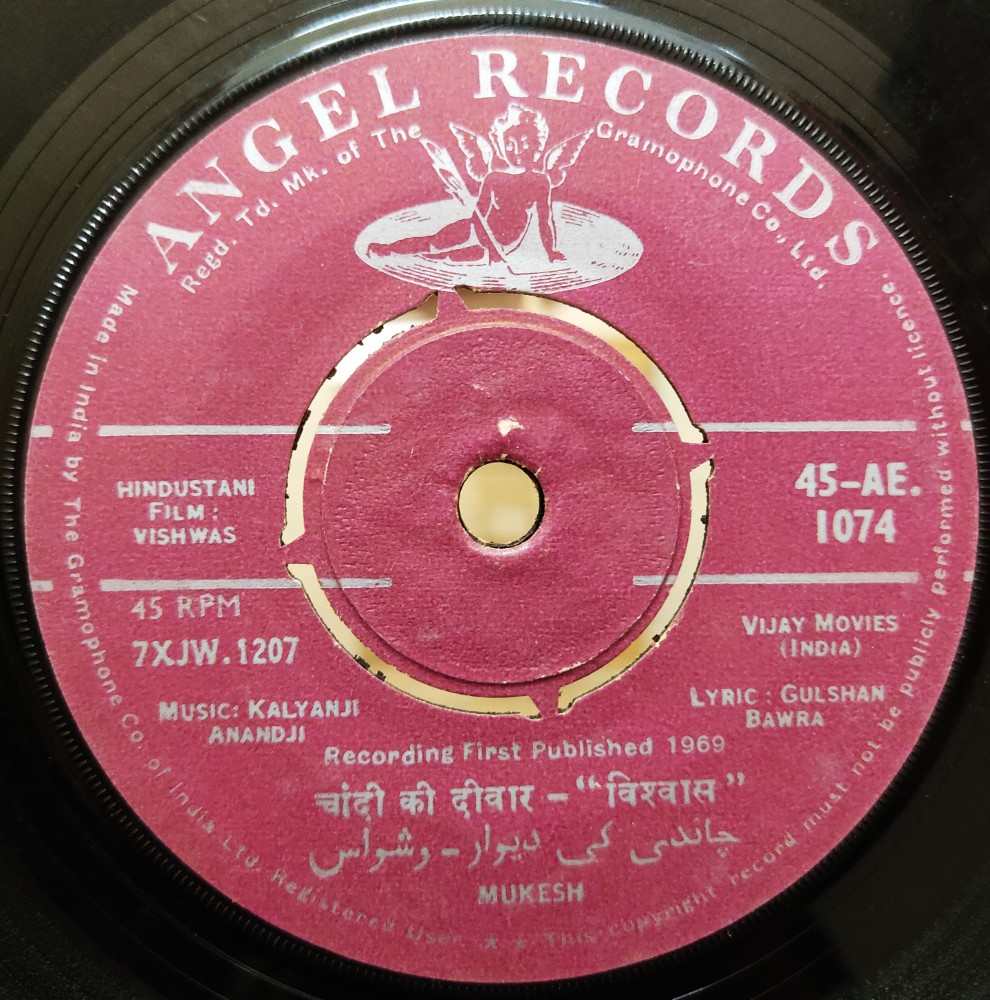 ANGEL RECORDS
Regd. Td. Mk. of The Gramophone Co., Ltd.
HINDUSTANI
FILM :
VISHWAS
45-AE.
1074
45 RPM
7XJW.1207
VIJAY MOVIES
(INDIA)
MUSIC: KALYANJI
ANANDJI
LYRIC : GULSHAN
BAWRA
Recording First Published 1969
चांदी की दीवार - "विश्वास"
چاندی کی دیوار - وشواس
MUKESH
Made in India by The Gramophone Co. of India Ltd. Registered User ★ ★ This copyright record must not be publicly performed without licence.